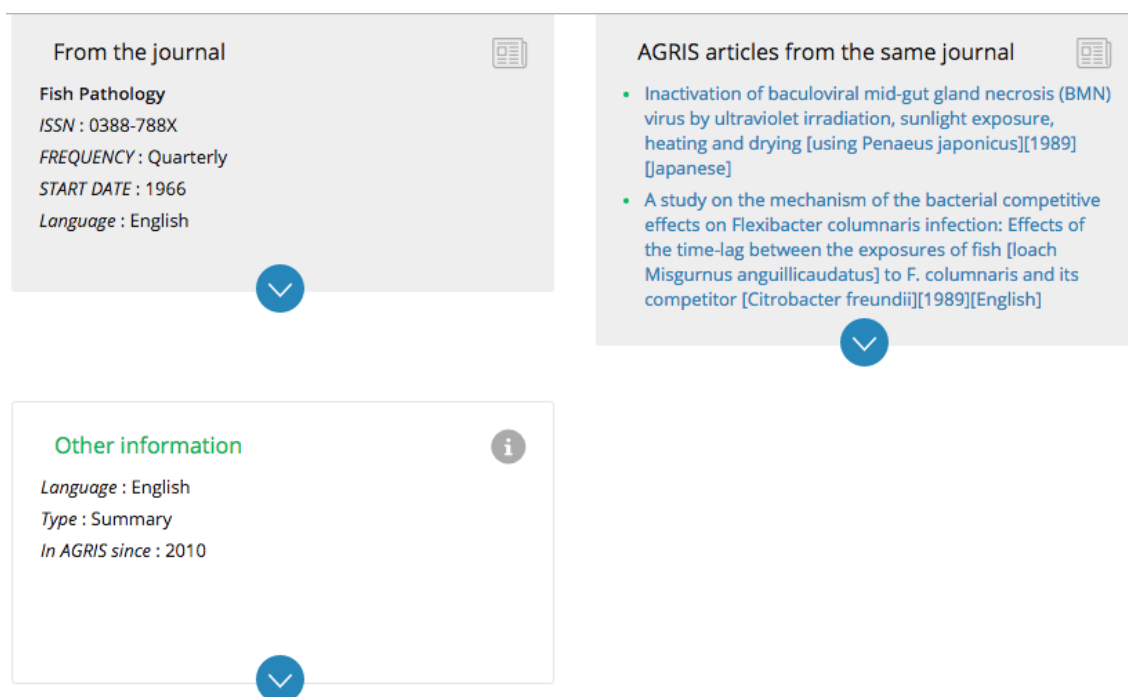 From the journal
Fish Pathology
ISSN : 0388-788X
FREQUENCY : Quarterly
START DATE : 1966
Language : English
AGRIS articles from the same journal
• Inactivation of baculoviral mid-gut gland necrosis (BMN)
virus by ultraviolet irradiation, sunlight exposure,
heating and drying [using Penaeus japonicus][1989]
[Japanese]
• A study on the mechanism of the bacterial competitive
effects on Flexibacter columnaris infection: Effects of
the time-lag between the exposures of fish [loach
Misgurnus anguillicaudatus] to F. columnaris and its
competitor [Citrobacter freundii][1989][English]
Other information
Language : English
Type : Summary
In AGRIS since : 2010